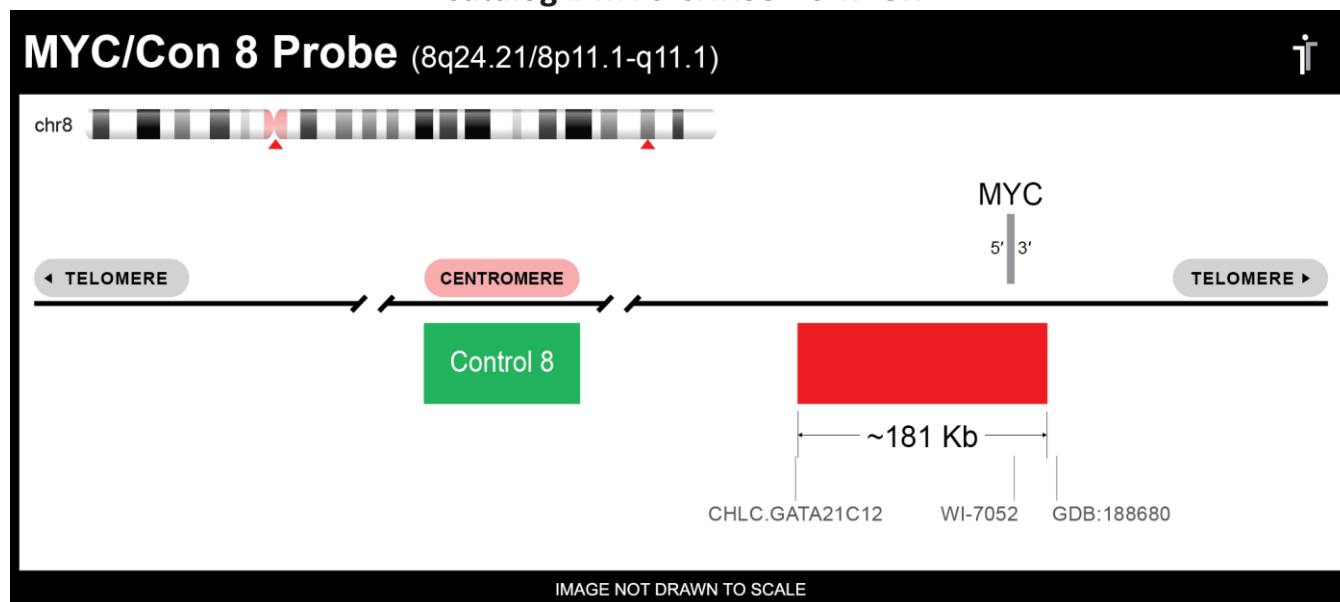 MYC/Con 8 Probe (8q24.21/8p11.1-q11.1)
chr8
MYC
5′ 3′
◂ TELOMERE
CENTROMERE
TELOMERE ▸
Control 8
~181 Kb
CHLC.GATA21C12 WI-7052 GDB:188680
IMAGE NOT DRAWN TO SCALE